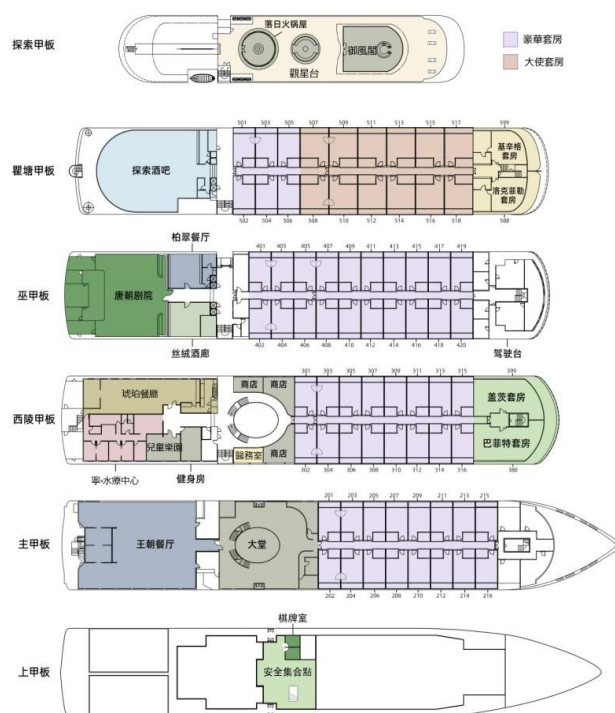 探索甲板
落日火锅屋
觀星台
御風閣
豪華套房
大使套房
瞿塘甲板
501 503 505 507 509 511 513 515 517 599
探索酒吧
基辛格
套房
洛克菲勒
套房
502 504 506 508 510 512 514 516 518 588
巫甲板
柏翠餐厅
401 403 405 407 409 411 413 415 417 419
唐朝剧院
丝绒酒廊
402 404 406 408 410 412 414 416 418 420
驾驶台
西陵甲板
301 303 305 307 309 311 313 315 399
琥珀餐廳
商店 商店
盖茨套房
兒童樂園
巴菲特套房
醫務室
商店
寧·水療中心
健身房
302 304 306 308 310 312 314 316 388
主甲板
201 203 205 207 209 211 213 215
王朝餐厅
大堂
202 204 206 208 210 212 214 216
上甲板
棋牌室
安全集合點